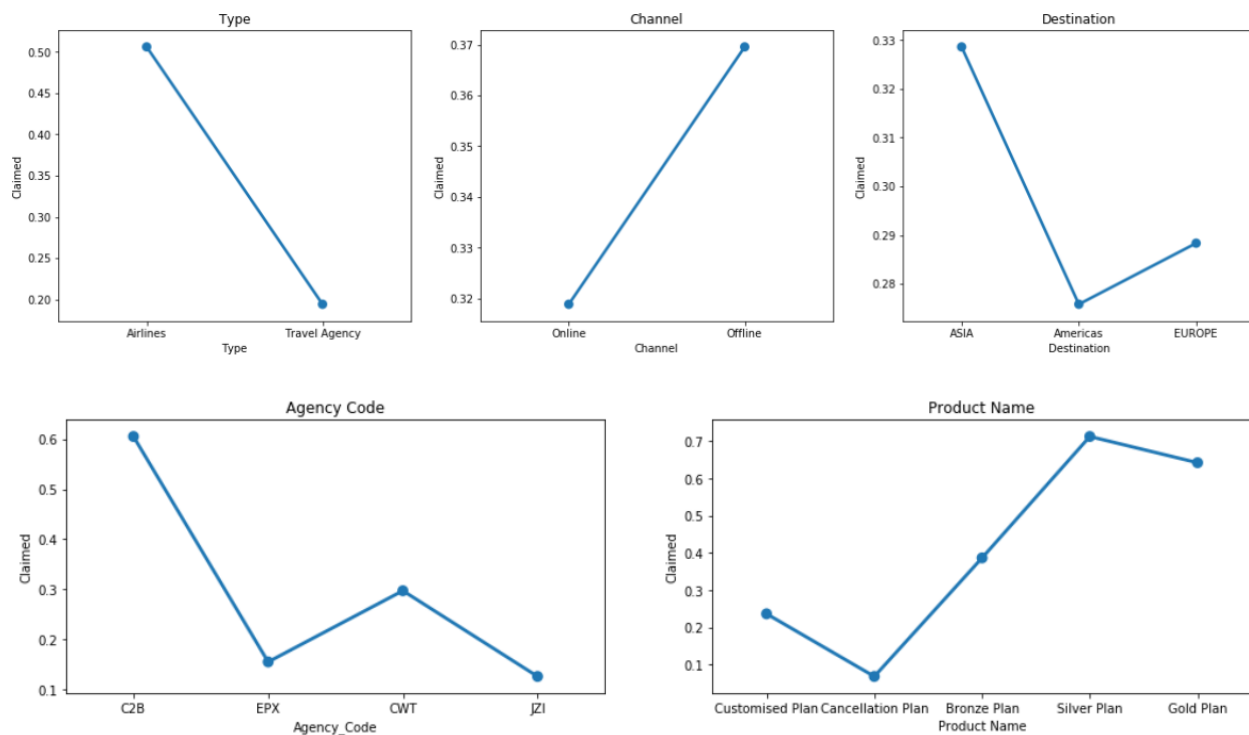 Type
0.50
0.45
0.40
0.35
0.30
0.25
0.20
Claimed
Airlines Travel Agency
Type
Channel
0.37
0.36
0.35
0.34
0.33
0.32
Claimed
Online Offline
Channel
Destination
0.33
0.32
0.31
0.30
0.29
0.28
Claimed
ASIA Americas EUROPE
Destination
Agency Code
0.6
0.5
0.4
0.3
0.2
0.1
Claimed
C2B EPX CWT JZI
Agency_Code
Product Name
0.7
0.6
0.5
0.4
0.3
0.2
0.1
Claimed
Customised Plan Cancellation Plan Bronze Plan Silver Plan Gold Plan
Product Name